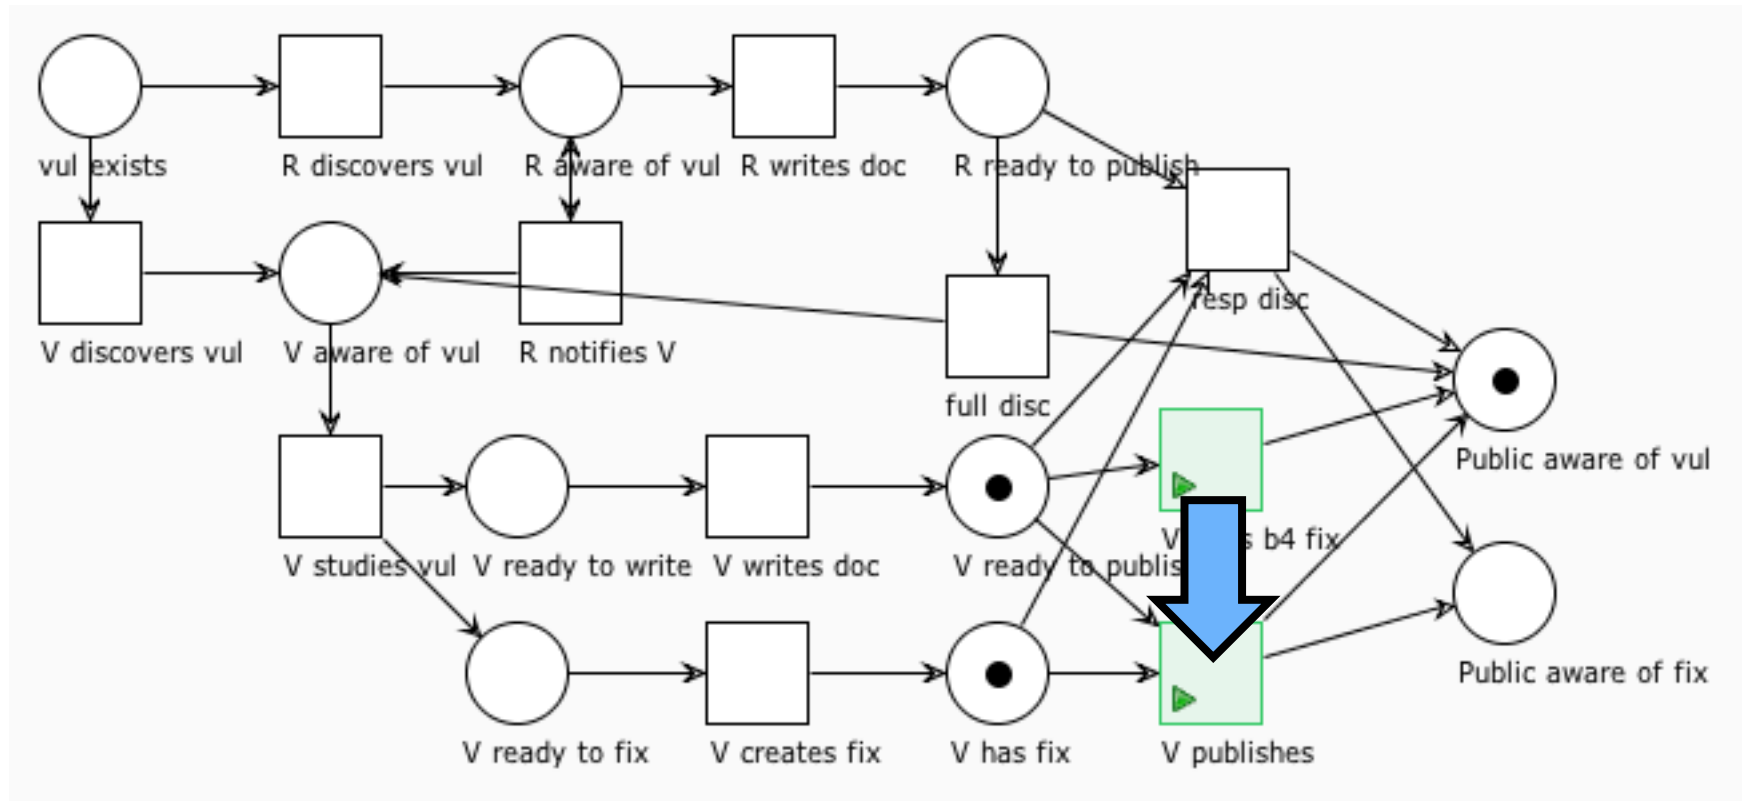 vul exists
R discovers vul
R aware of vul
R writes doc
R ready to publish
V discovers vul
V aware of vul
R notifies V
resp disc
full disc
Public aware of vul
V b4 fix
V studies vul
V ready to write
V writes doc
V ready to publish
Public aware of fix
V ready to fix
V creates fix
V has fix
V publishes